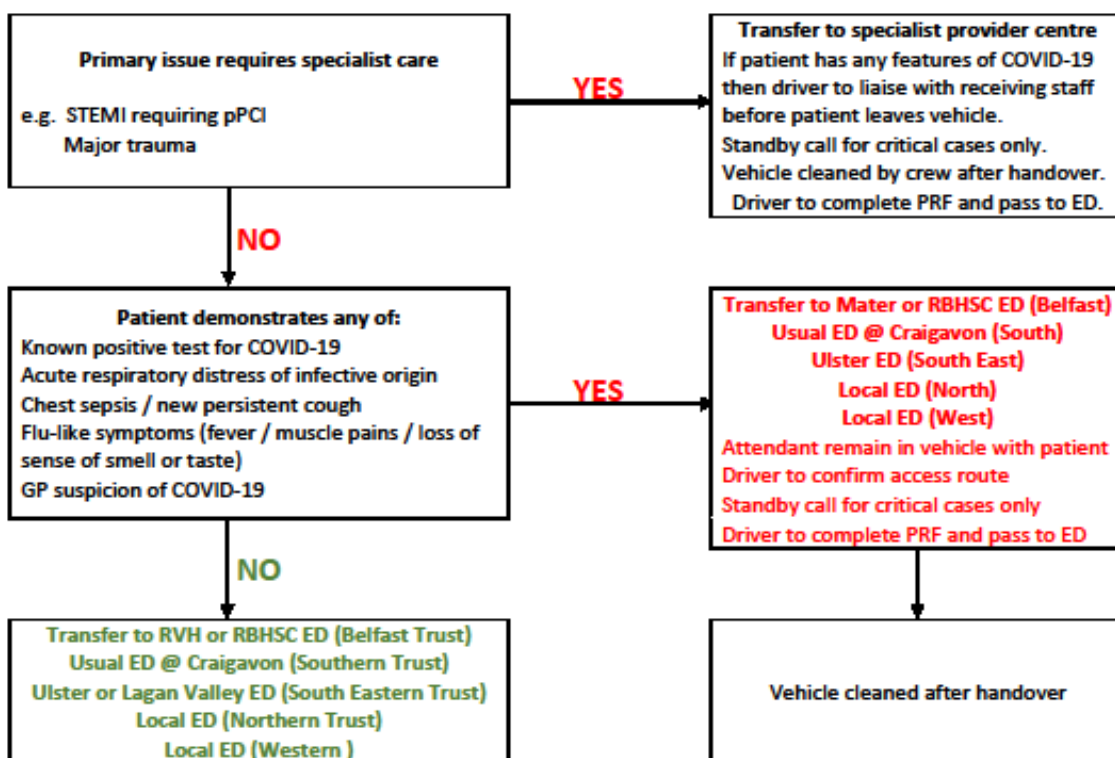 Primary issue requires specialist care
e.g. STEMI requiring pPCI
Major trauma
YES
Transfer to specialist provider centre
If patient has any features of COVID-19
then driver to liaise with receiving staff
before patient leaves vehicle.
Standby call for critical cases only.
Vehicle cleaned by crew after handover.
Driver to complete PRF and pass to ED.
NO
Patient demonstrates any of:
Known positive test for COVID-19
Acute respiratory distress of infective origin
Chest sepsis / new persistent cough
Flu-like symptoms (fever / muscle pains / loss of
sense of smell or taste)
GP suspicion of COVID-19
YES
Transfer to Mater or RBHSC ED (Belfast)
Usual ED @ Craigavon (South)
Ulster ED (South East)
Local ED (North)
Local ED (West)
Attendant remain in vehicle with patient
Driver to confirm access route
Standby call for critical cases only
Driver to complete PRF and pass to ED
NO
Transfer to RVH or RBHSC ED (Belfast Trust)
Usual ED @ Craigavon (Southern Trust)
Ulster or Lagan Valley ED (South Eastern Trust)
Local ED (Northern Trust)
Local ED (Western )
Vehicle cleaned after handover